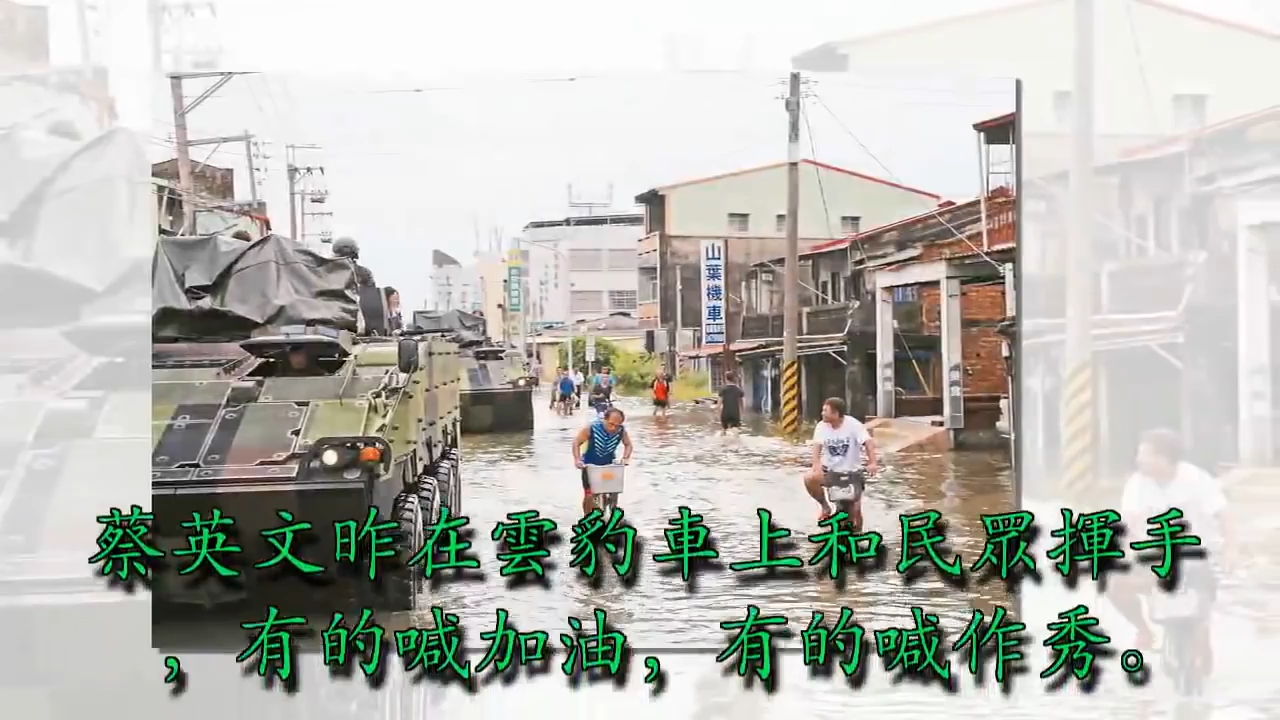 山葉機車
蔡英文昨在雲豹車上和民眾揮手
，有的喊加油，有的喊作秀。